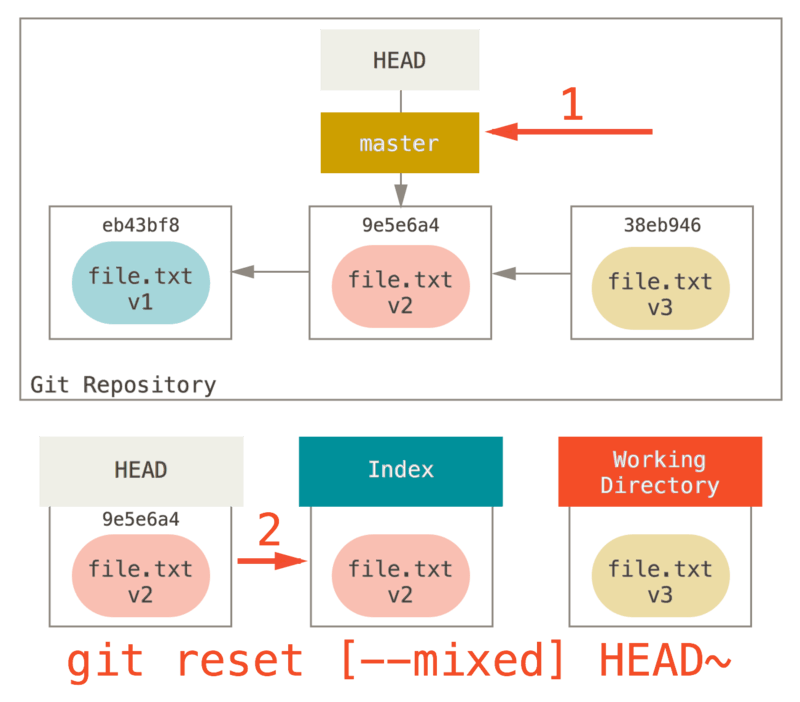 HEAD
1
master
eb43bf8
9e5e6a4
38eb946
file.txt
v1
file.txt
v2
file.txt
v3
Git Repository
HEAD
Index
Working
Directory
9e5e6a4
2
file.txt
v2
file.txt
v2
file.txt
v3
git reset [--mixed] HEAD~